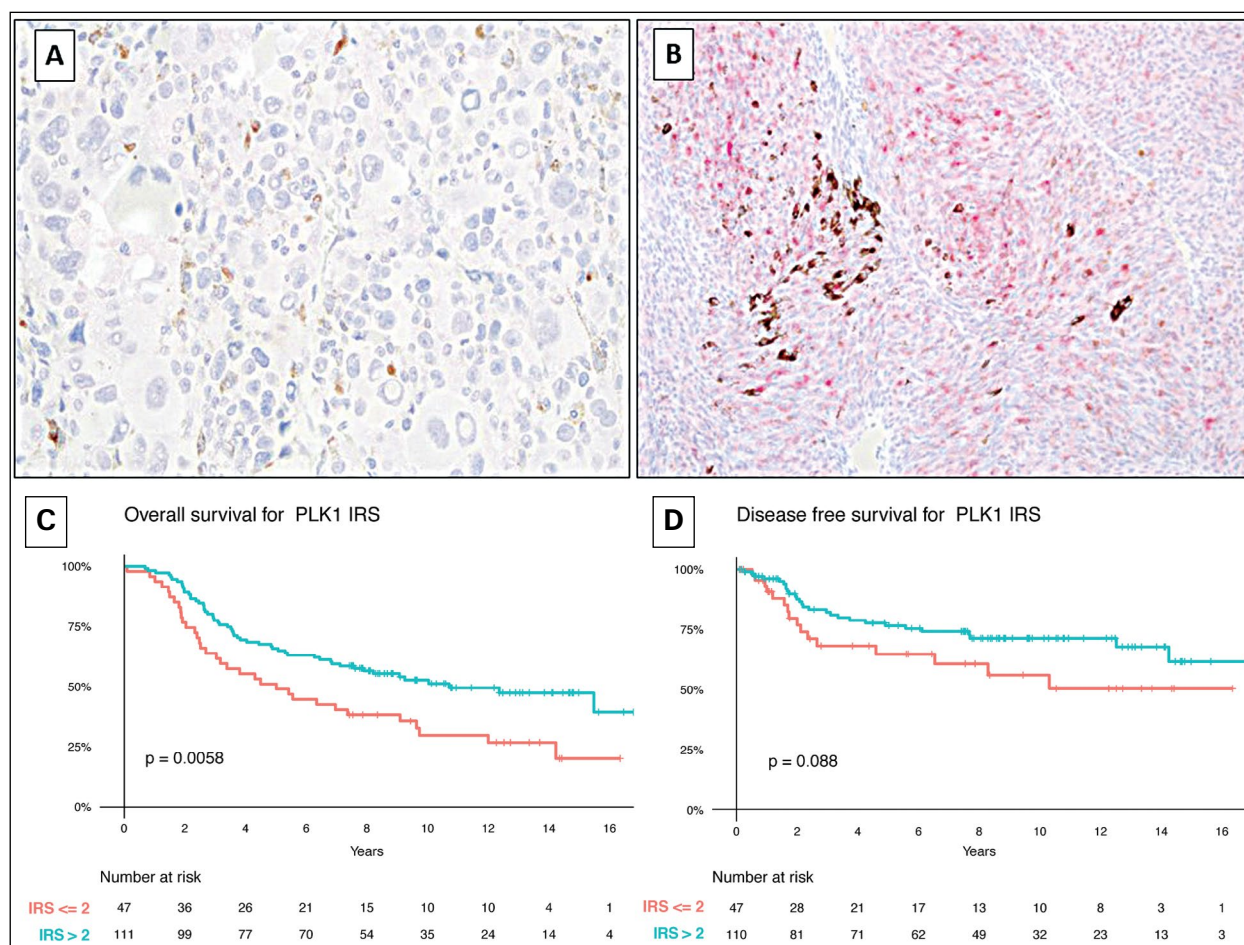 A
B
C
Overall survival for PLK1 IRS
100%
75%
50%
25%
0%
p = 0.0058
0 2 4 6 8 10 12 14 16
Years
Number at risk
IRS <= 2 47 36 26 21 15 10 10 4 1
IRS > 2 111 99 77 70 54 35 24 14 4
D
Disease free survival for PLK1 IRS
100%
75%
50%
25%
0%
p = 0.088
0 2 4 6 8 10 12 14 16
Years
Number at risk
IRS <= 2 47 28 21 17 13 10 8 3 1
IRS > 2 110 81 71 62 49 32 23 13 3